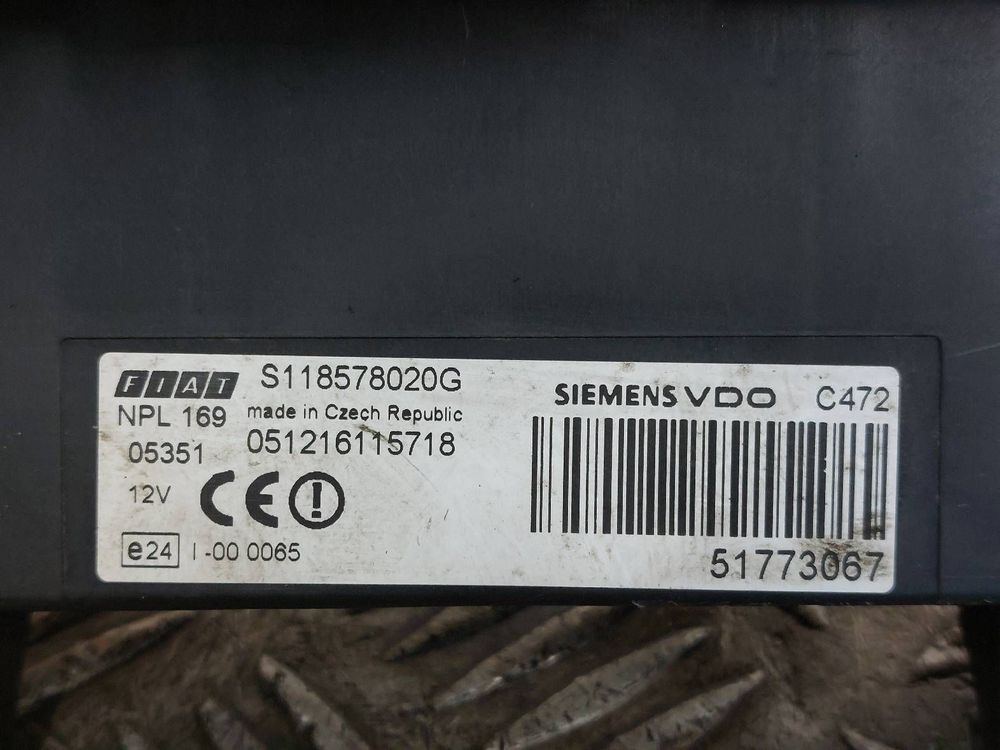 FIAT S118578020G
NPL 169 made in Czech Republic
05351 051216115718
12V CE
e24 I -00 0065
SIEMENS VDO C472
51773067